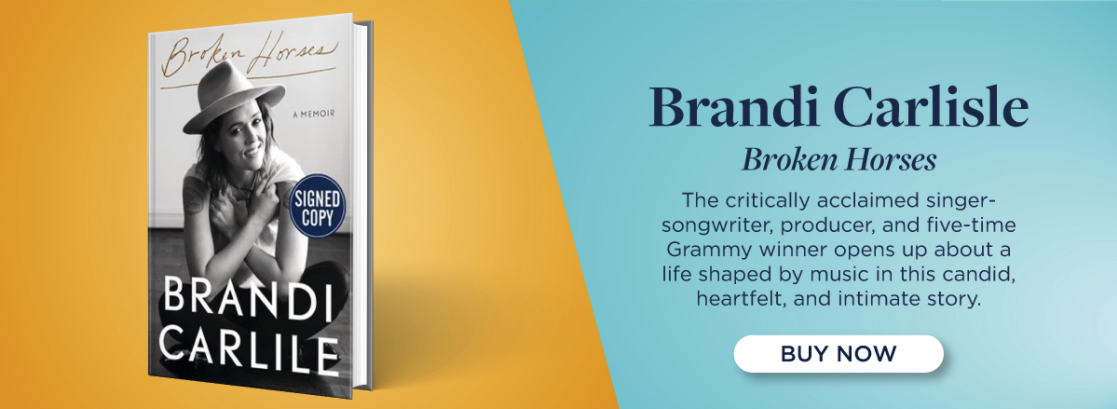 Broken Horses
A MEMOIR
SIGNED
COPY
BRANDI
CARLILE
Brandi Carlisle
Broken Horses
The critically acclaimed singer-
songwriter, producer, and five-time
Grammy winner opens up about a
life shaped by music in this candid,
heartfelt, and intimate story.
BUY NOW